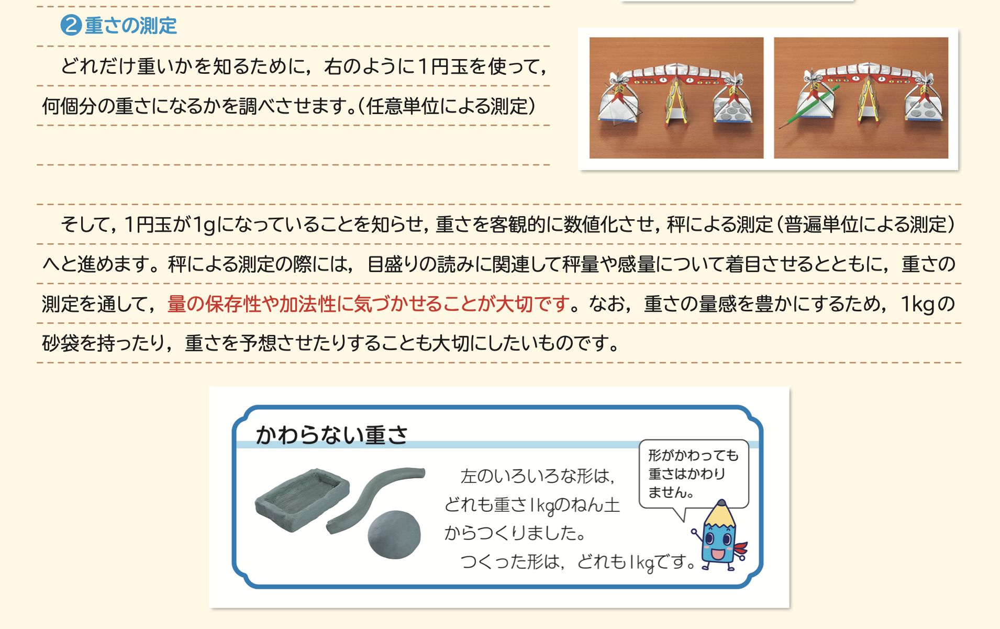 ❷重さの測定
どれだけ重いかを知るために，右のように1円玉を使って，
何個分の重さになるかを調べさせます。（任意単位による測定）
そして，1円玉が1gになっていることを知らせ，重さを客観的に数値化させ，秤による測定（普遍単位による測定）
へと進めます。秤による測定の際には，目盛りの読みに関連して秤量や感量について着目させるとともに，重さの
測定を通して，量の保存性や加法性に気づかせることが大切です。なお，重さの量感を豊かにするため，1kgの
砂袋を持ったり，重さを予想させたりすることも大切にしたいものです。
かわらない重さ
左のいろいろな形は，
どれも重さ1kgのねん土
からつくりました。
つくった形は，どれも1kgです。
形がかわっても
重さはかわり
ません。